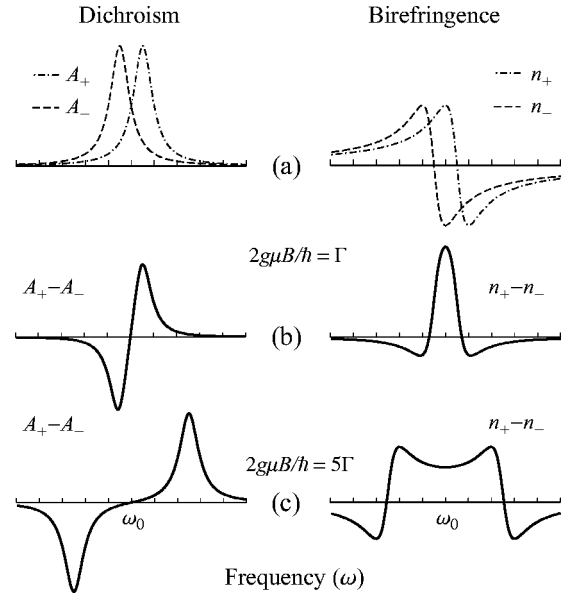 Dichroism
Birefringence
A₊
A₋
n₊
n₋
(a)
2gμB/ħ = Γ
A₊−A₋
n₊−n₋
(b)
A₊−A₋
n₊−n₋
2gμB/ħ = 5Γ
ω₀
(c)
ω₀
Frequency (ω)